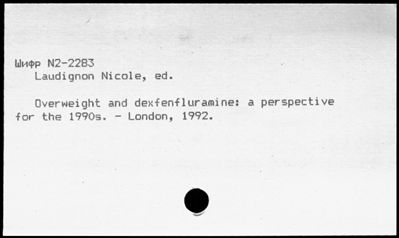 Шифр N2-2283
Laudignon Nicole, ed.
Overweight and dexfenfluramine: a perspective
for the 1990s. - London, 1992.